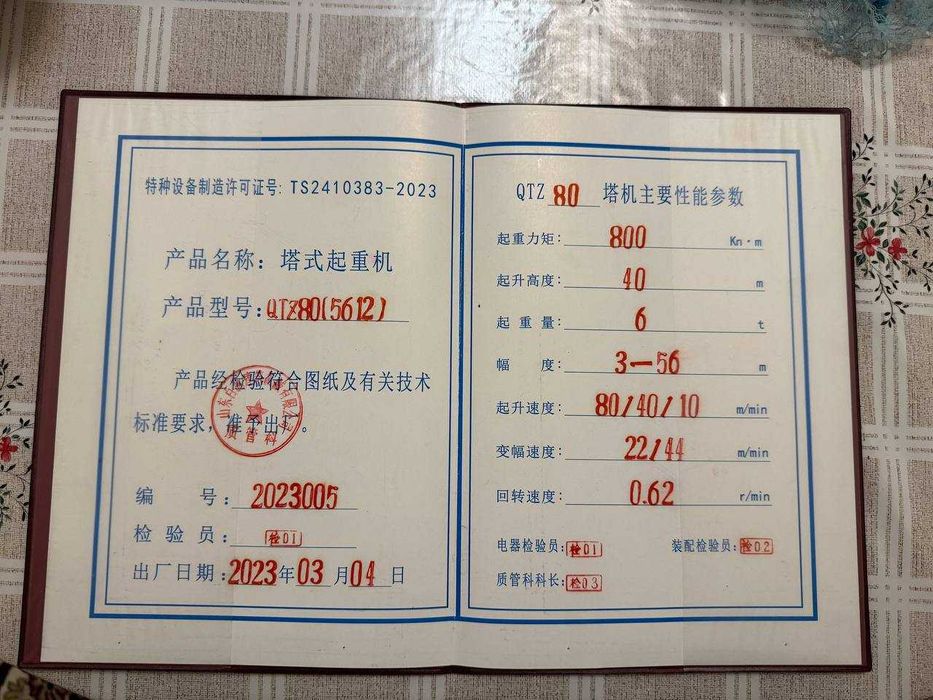 特种设备制造许可证号: TS2410383-2023
产品名称：塔式起重机
产品型号：QTZ80(5612)
产品经检验符合图纸及有关技术
标准要求，准予出厂。
质管科
编 号：2023005
检验员：检01
出厂日期：2023年03月04日
QTZ 80 塔机主要性能参数
起重力矩：800 Kn·m
起升高度：40 m
起重量：6 t
幅 度：3—56 m
起升速度：80/40/10 m/min
变幅速度：22/44 m/min
回转速度：0.62 r/min
电器检验员：检01 装配检验员：检02
质管科科长：检03